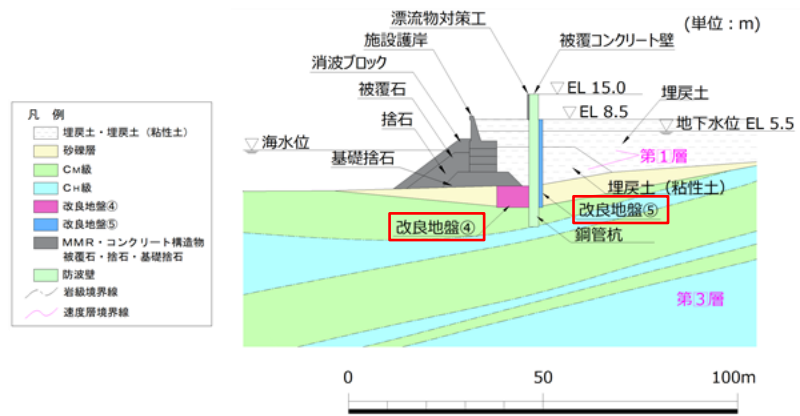 漂流物対策工
(単位：m)
施設護岸
被覆コンクリート壁
消波ブロック
EL 15.0
埋戻土
被覆石
EL 8.5
地下水位 EL 5.5
捨石
海水位
第１層
基礎捨石
埋戻土（粘性土）
改良地盤④
改良地盤⑤
鋼管杭
第３層
凡 例
埋戻土・埋戻土（粘性土）
砂礫層
CM級
CH級
改良地盤④
改良地盤⑤
MMR・コンクリート構造物
被覆石・捨石・基礎捨石
防波壁
岩級境界線
速度層境界線
0
50
100m